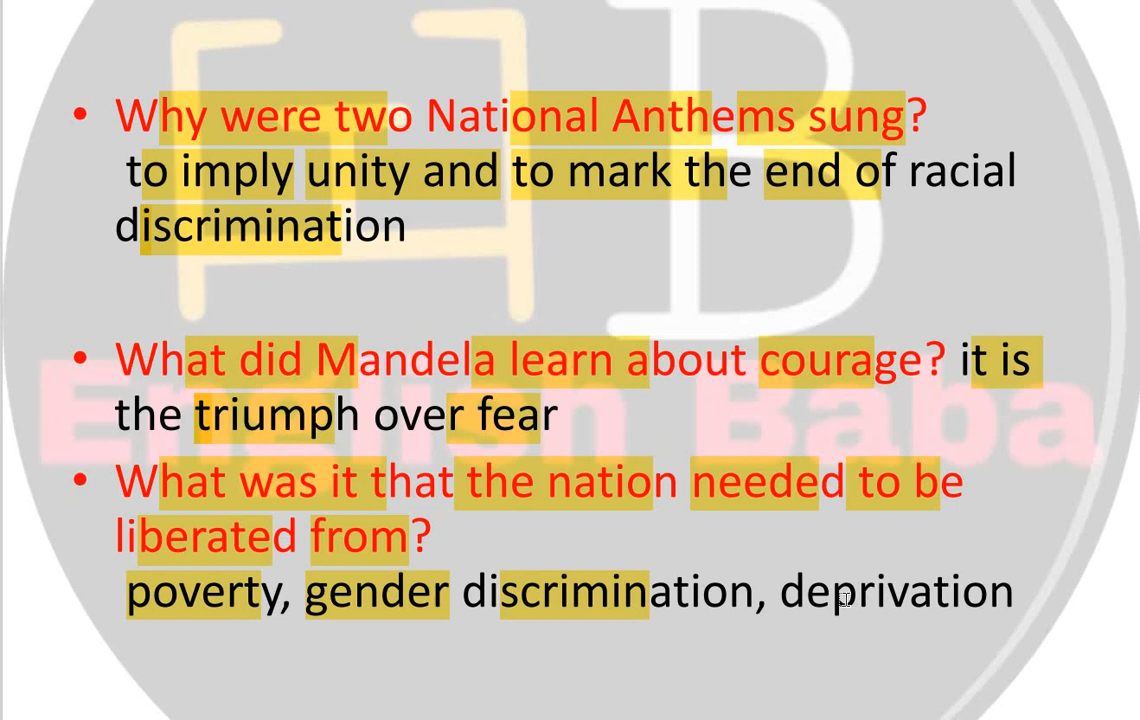 • Why were two National Anthems sung?
to imply unity and to mark the end of racial
discrimination
• What did Mandela learn about courage? it is
the triumph over fear
• What was it that the nation needed to be
liberated from?
poverty, gender discrimination, deprivation
HB
English Baba